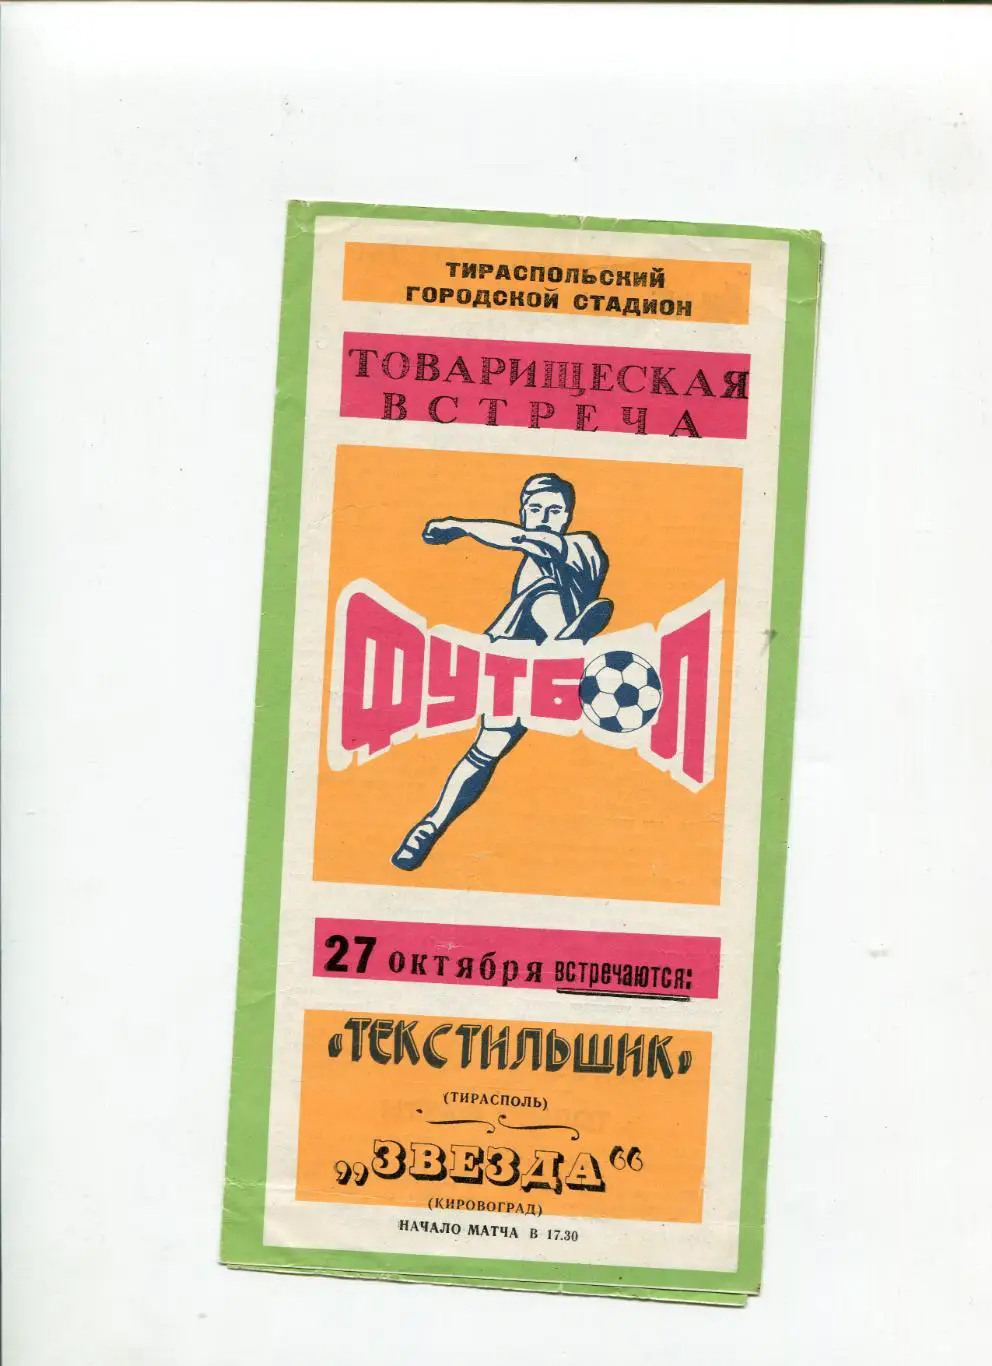 ТИРАСПОЛЬСКИЙ
ГОРОДСКОЙ СТАДИОН
ТОВАРИЩЕСКАЯ
ВСТРЕЧА
ФУТБОЛ
27 октября встречаются:
«ТЕКСТИЛЬЩИК»
(ТИРАСПОЛЬ)
„ЗВЕЗДА“
(КИРОВОГРАД)
НАЧАЛО МАТЧА В 17.30